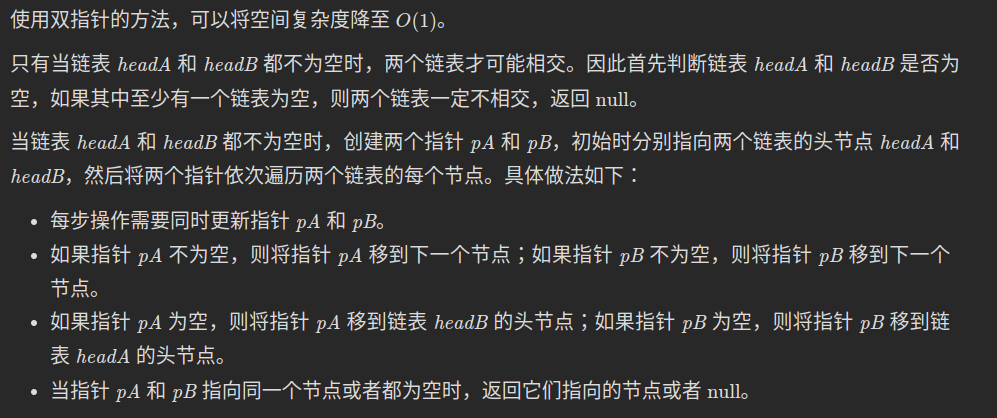 使用双指针的方法，可以将空间复杂度降至 O(1)。
只有当链表 headA 和 headB 都不为空时，两个链表才可能相交。因此首先判断链表 headA 和 headB 是否为
空，如果其中至少有一个链表为空，则两个链表一定不相交，返回 null。
当链表 headA 和 headB 都不为空时，创建两个指针 pA 和 pB，初始时分别指向两个链表的头节点 headA 和
headB，然后将两个指针依次遍历两个链表的每个节点。具体做法如下：
• 每步操作需要同时更新指针 pA 和 pB。
• 如果指针 pA 不为空，则将指针 pA 移到下一个节点；如果指针 pB 不为空，则将指针 pB 移到下一个
节点。
• 如果指针 pA 为空，则将指针 pA 移到链表 headB 的头节点；如果指针 pB 为空，则将指针 pB 移到链
表 headA 的头节点。
• 当指针 pA 和 pB 指向同一个节点或者都为空时，返回它们指向的节点或者 null。